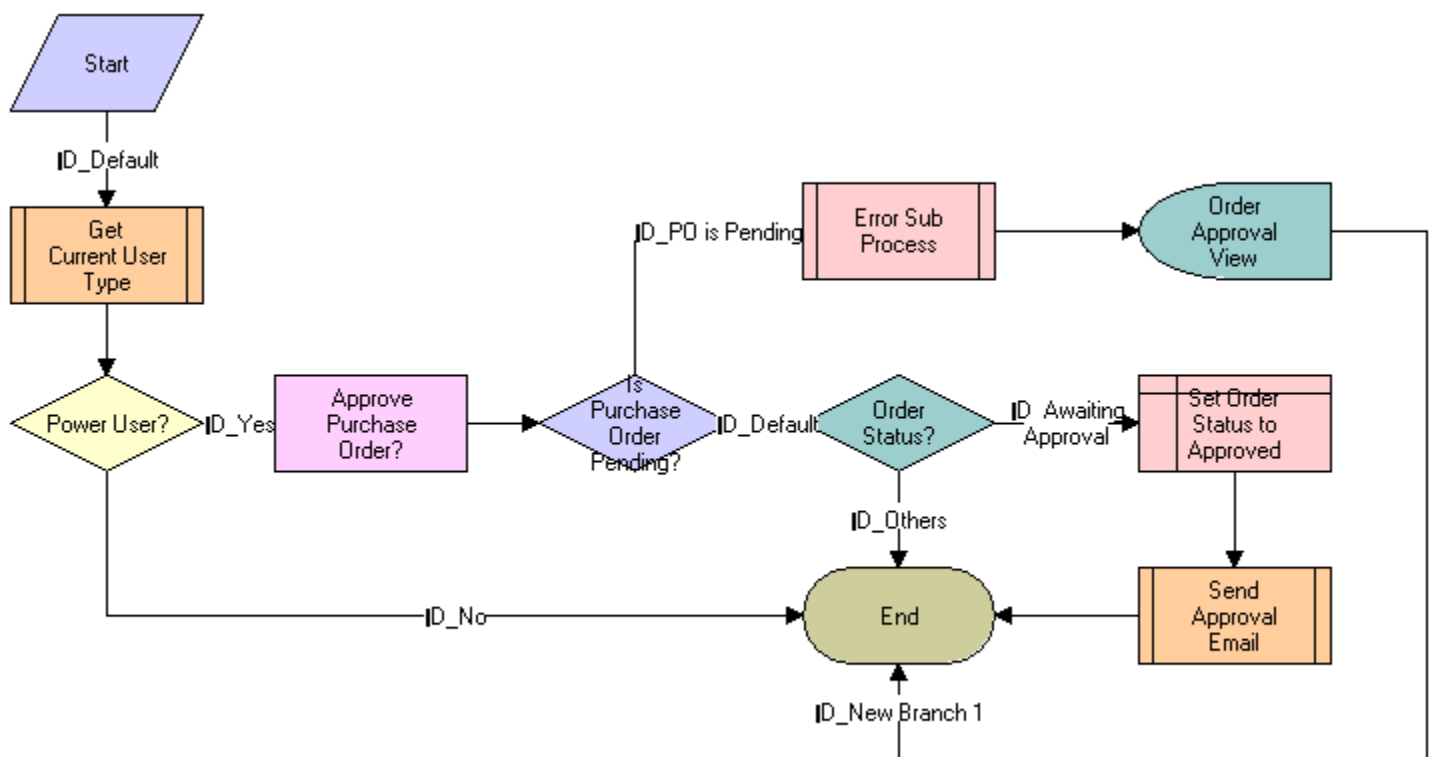 Start
ID_Default
Get
Current User
Type
ID_PO is Pending
Error Sub
Process
Order
Approval
View
Power User?
ID_Yes
Approve
Purchase
Order?
Is
Purchase
Order
Pending?
ID_Default
Order
Status?
ID_Awaiting
Approval
Set Order
Status to
Approved
ID_Others
ID_No
End
Send
Approval
Email
ID_New Branch 1